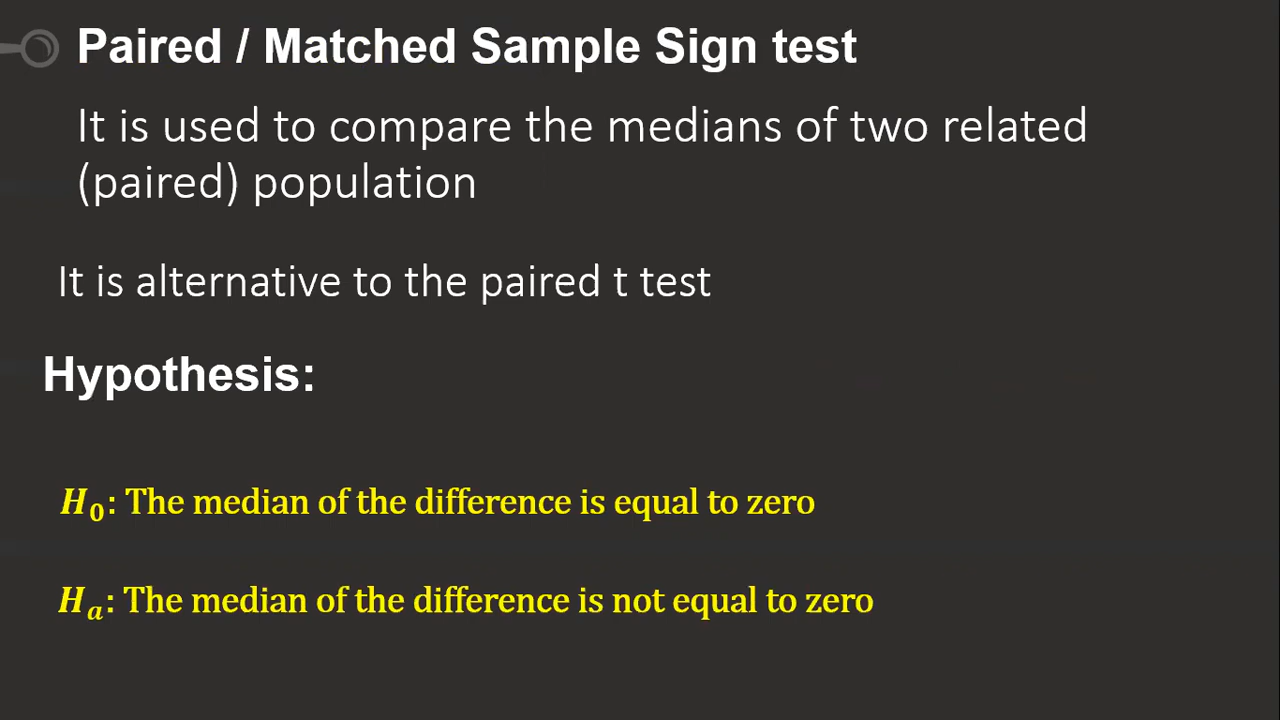 Paired / Matched Sample Sign test
It is used to compare the medians of two related
(paired) population
It is alternative to the paired t test
Hypothesis:
H₀: The median of the difference is equal to zero
Hₐ: The median of the difference is not equal to zero